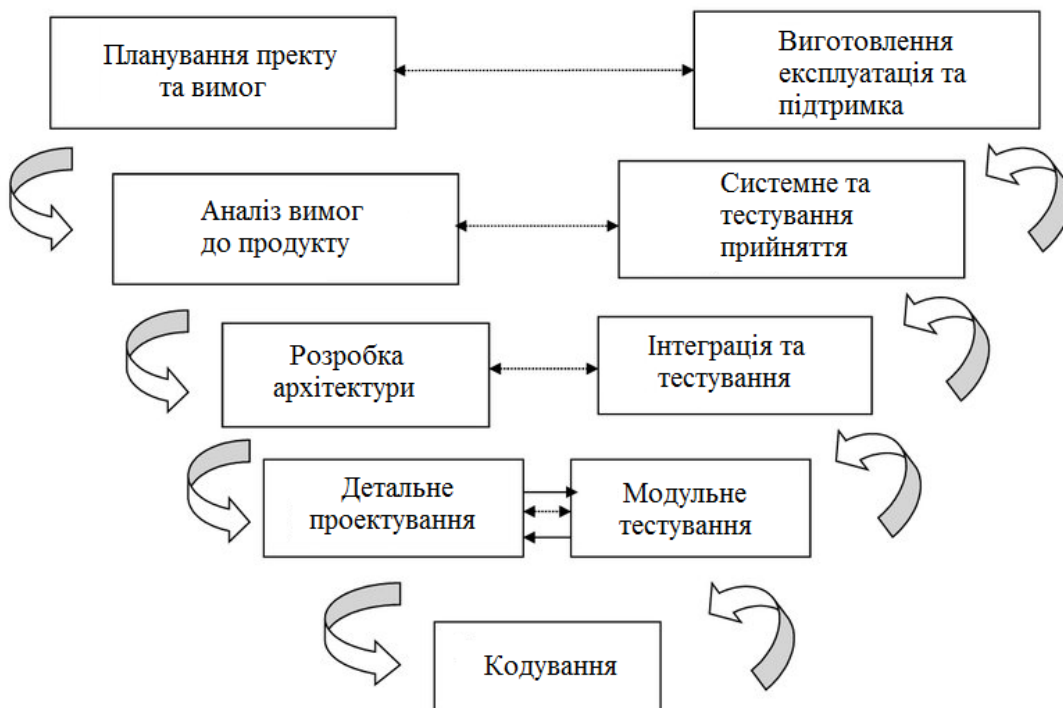 Планування пректу
та вимог
Виготовлення
експлуатація та
підтримка
Аналіз вимог
до продукту
Системне та
тестування
прийняття
Розробка
архітектури
Інтеграція та
тестування
Детальне
проектування
Модульне
тестування
Кодування